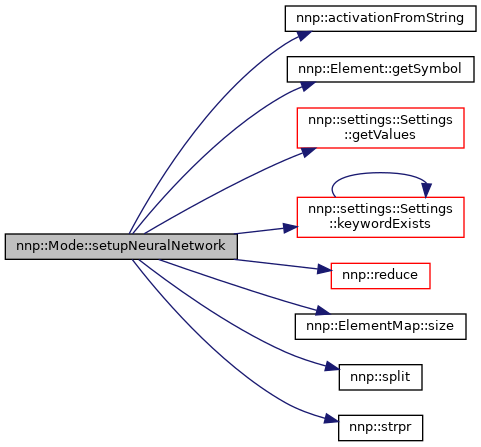 nnp::activationFromString
nnp::Element::getSymbol
nnp::settings::Settings
::getValues
nnp::settings::Settings
::keywordExists
nnp::Mode::setupNeuralNetwork
nnp::reduce
nnp::ElementMap::size
nnp::split
nnp::strpr